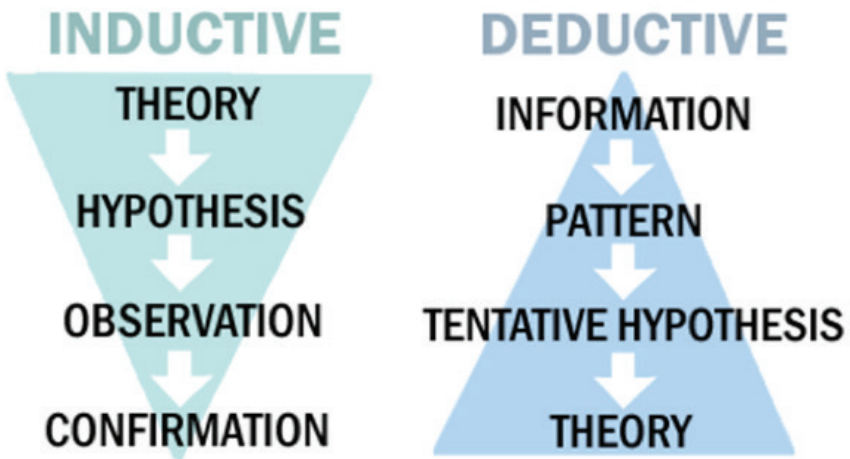 INDUCTIVE
THEORY
HYPOTHESIS
OBSERVATION
CONFIRMATION
DEDUCTIVE
INFORMATION
PATTERN
TENTATIVE HYPOTHESIS
THEORY